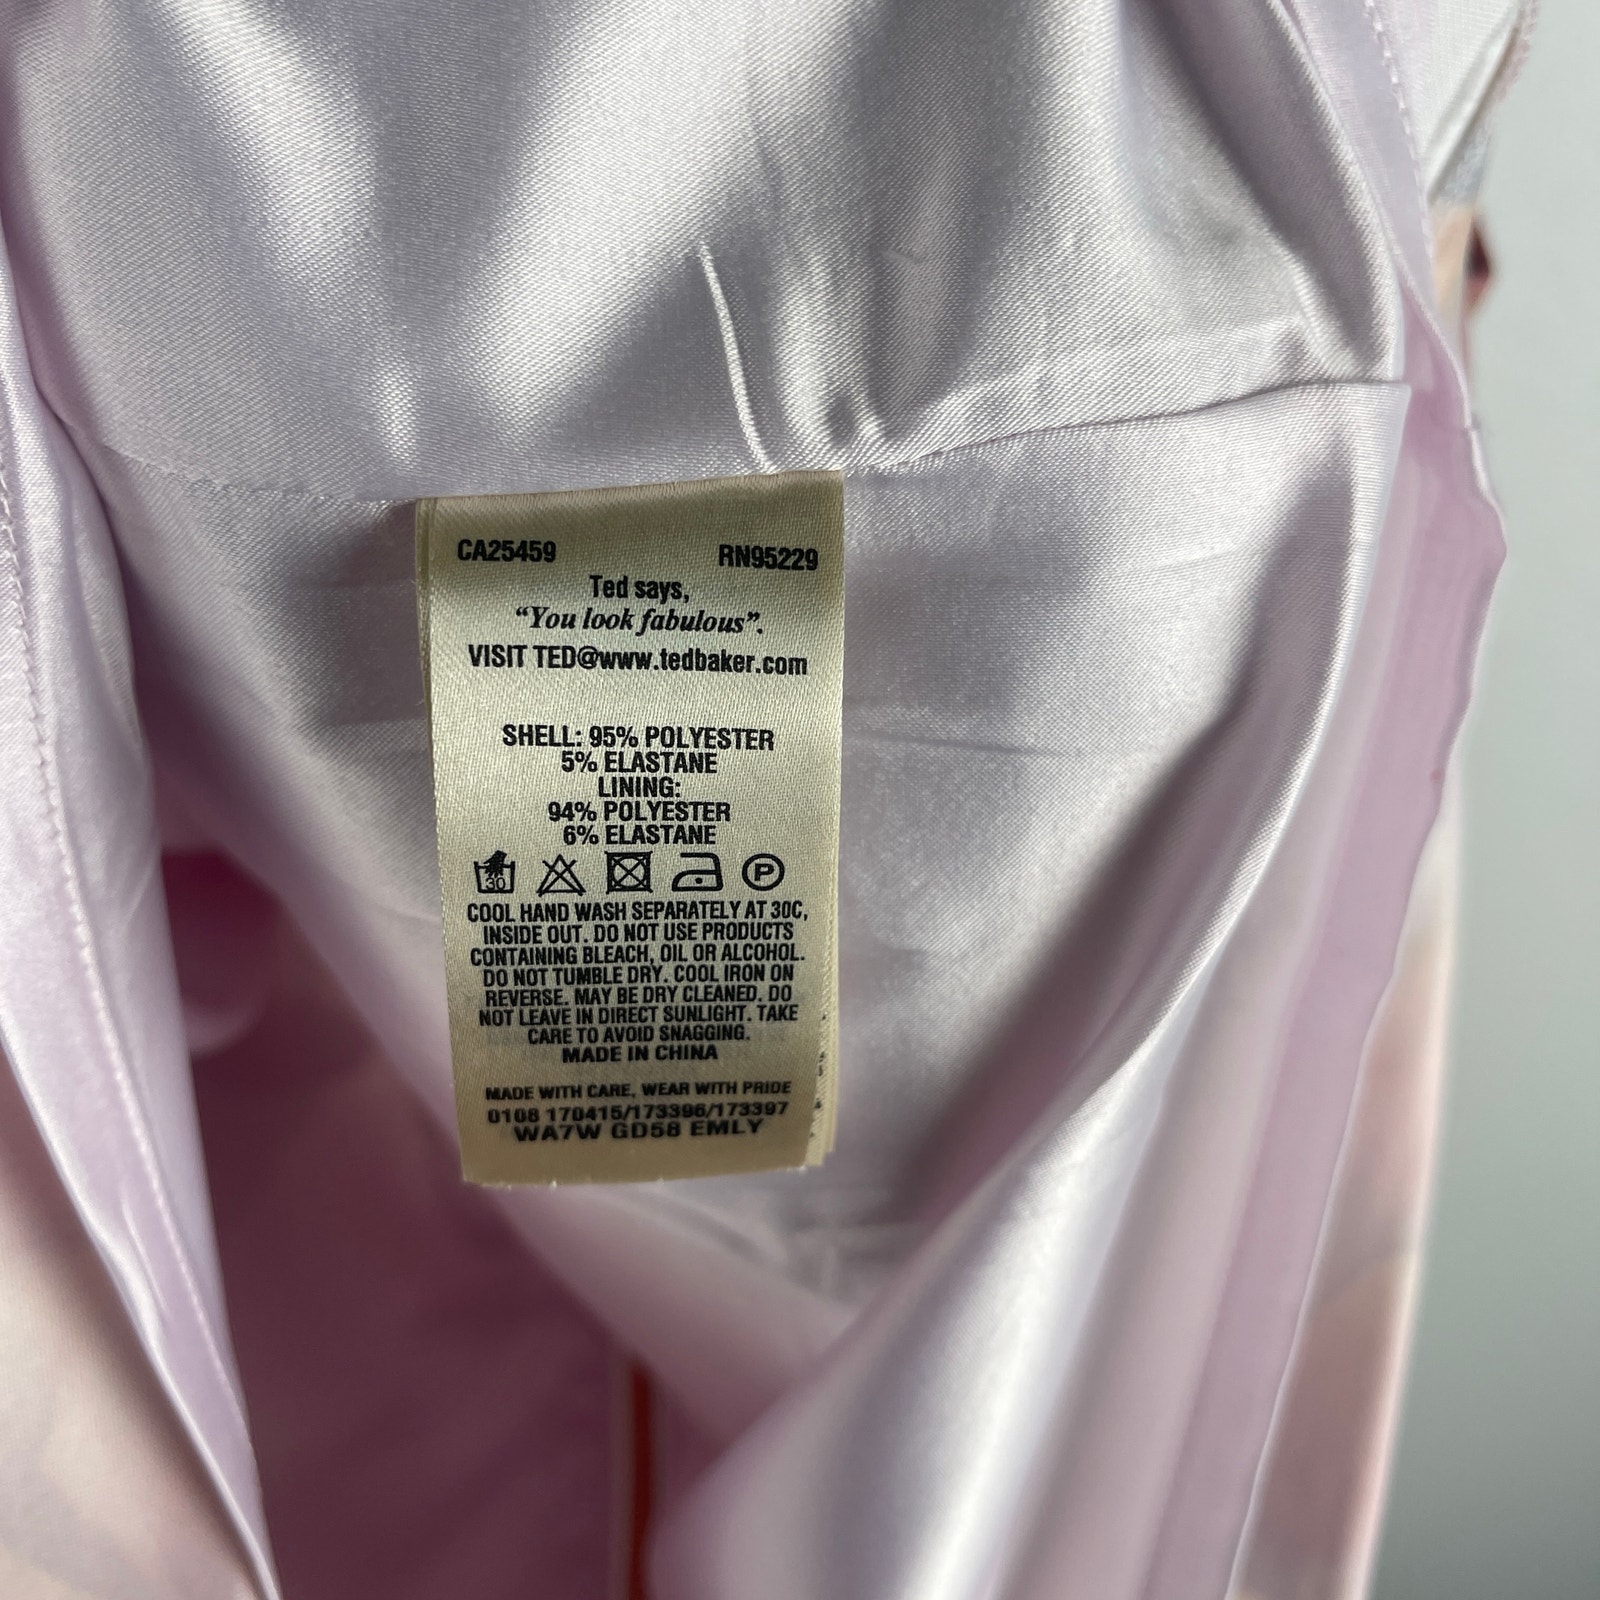 CA25459 RN95229
Ted says,
“You look fabulous”.
VISIT TED@www.tedbaker.com
SHELL: 95% POLYESTER
5% ELASTANE
LINING:
94% POLYESTER
6% ELASTANE
30 P
COOL HAND WASH SEPARATELY AT 30C,
INSIDE OUT. DO NOT USE PRODUCTS
CONTAINING BLEACH, OIL OR ALCOHOL.
DO NOT TUMBLE DRY. COOL IRON ON
REVERSE. MAY BE DRY CLEANED. DO
NOT LEAVE IN DIRECT SUNLIGHT. TAKE
CARE TO AVOID SNAGGING.
MADE IN CHINA
MADE WITH CARE, WEAR WITH PRIDE
0108 170415/173396/173397
WA7W GD58 EMLY